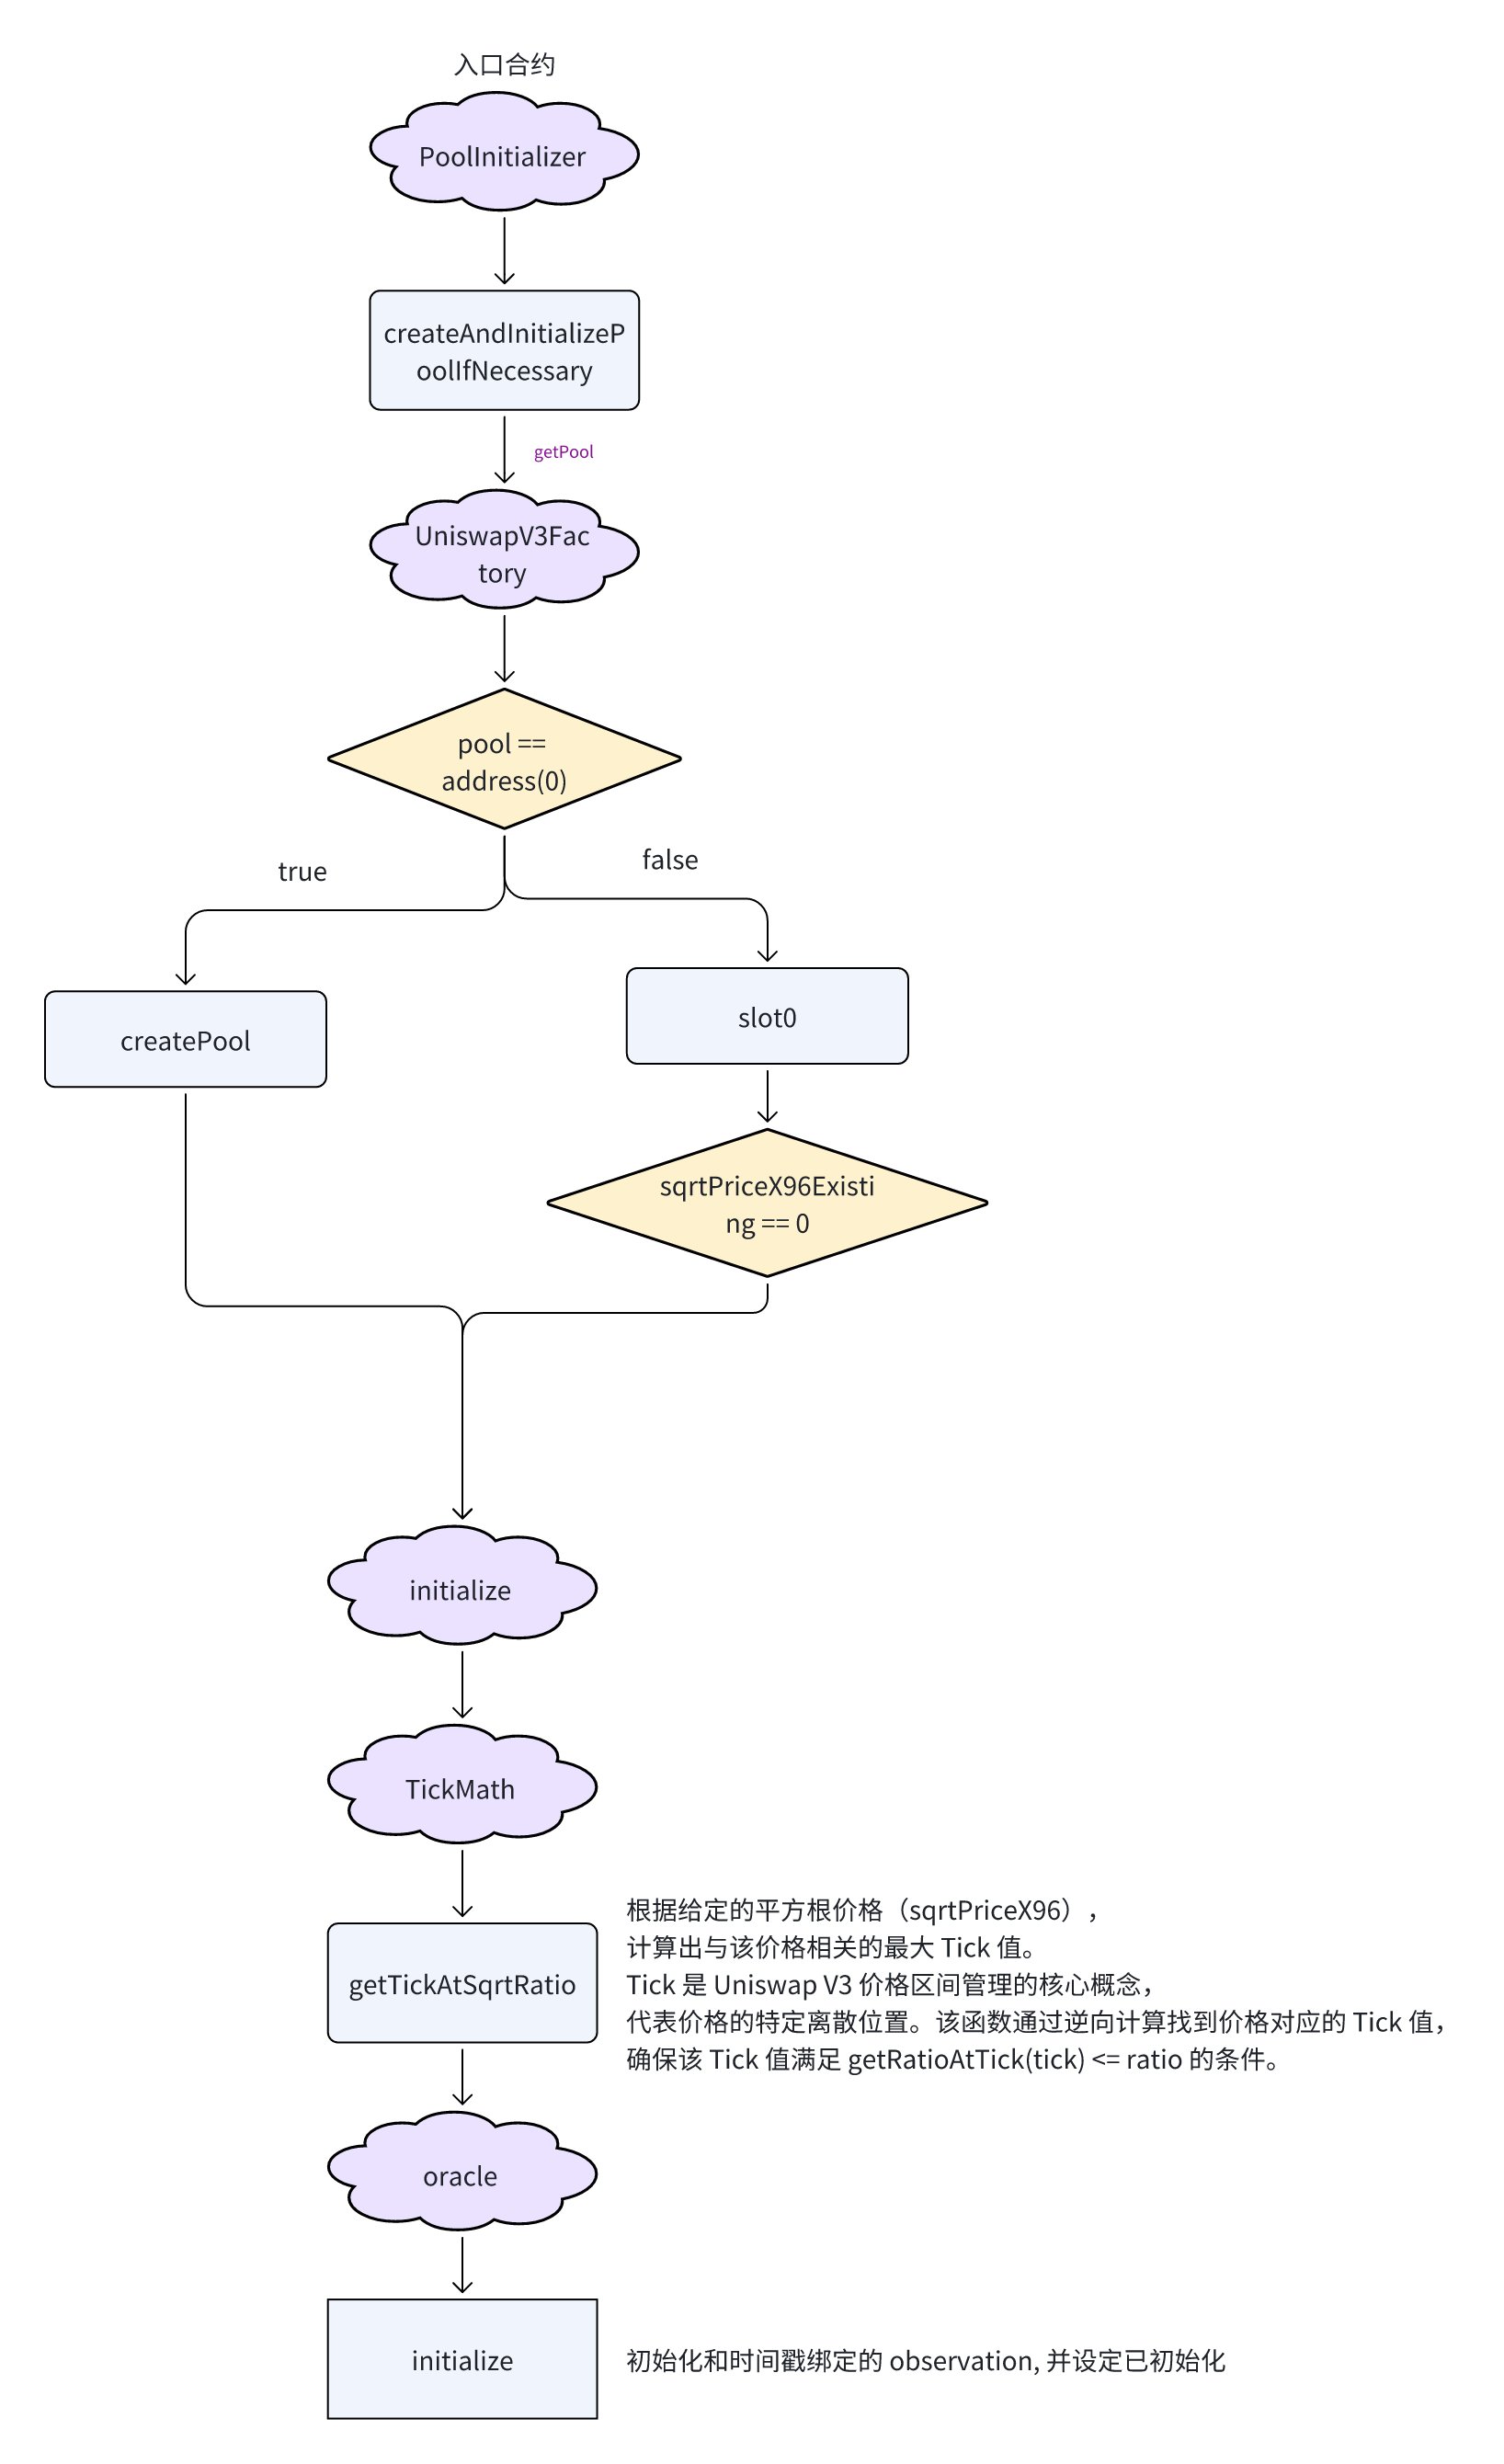 入口合约
PoolInitializer
createAndInitializeP
oolIfNecessary
getPool
UniswapV3Fac
tory
pool ==
address(0)
true
false
createPool
slot0
sqrtPriceX96Existi
ng == 0
initialize
TickMath
getTickAtSqrtRatio
根据给定的平方根价格（sqrtPriceX96），
计算出与该价格相关的最大 Tick 值。
Tick 是 Uniswap V3 价格区间管理的核心概念，
代表价格的特定离散位置。该函数通过逆向计算找到价格对应的 Tick 值，
确保该 Tick 值满足 getRatioAtTick(tick) <= ratio 的条件。
oracle
initialize
初始化和时间戳绑定的 observation, 并设定已初始化